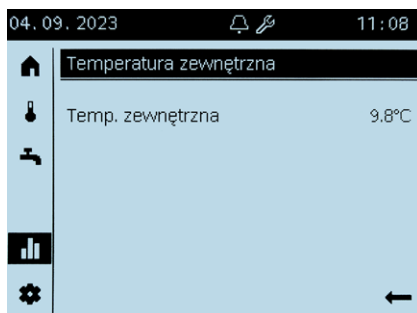 04. 09. 2023 11:08
Temperatura zewnętrzna
Temp. zewnętrzna 9.8°C